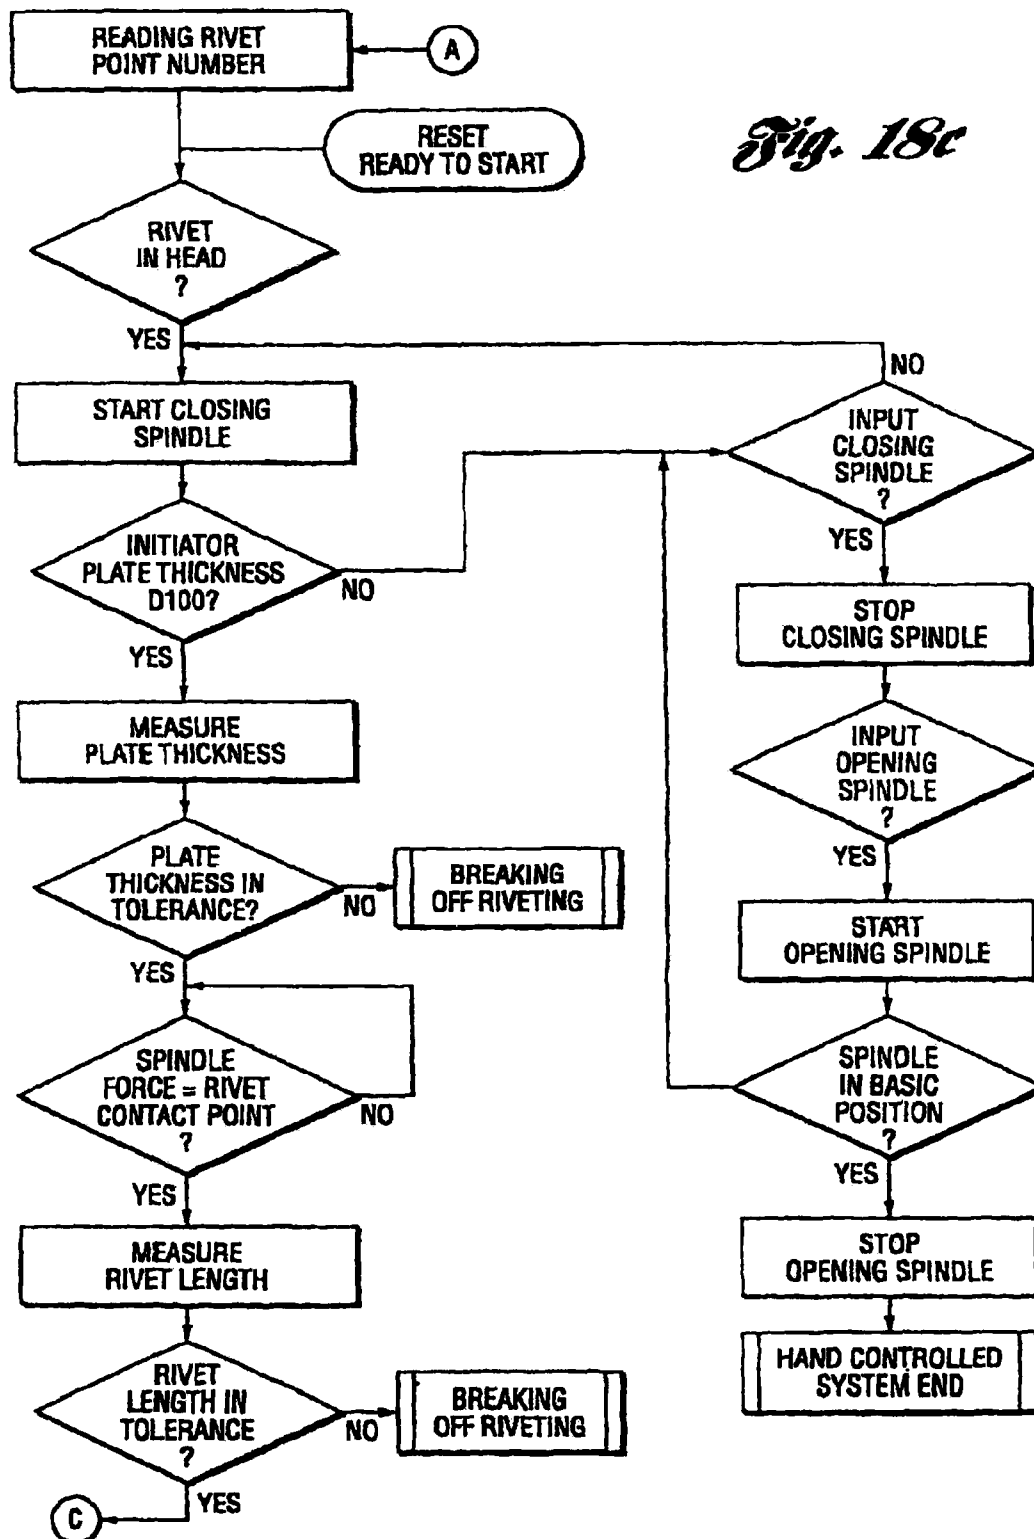 READING RIVET
POINT NUMBER
A
RESET
READY TO START
Fig. 18c
RIVET
IN HEAD
?
YES
START CLOSING
SPINDLE
INITIATOR
PLATE THICKNESS
D100?
NO
YES
MEASURE
PLATE THICKNESS
PLATE
THICKNESS IN
TOLERANCE?
NO
BREAKING
OFF RIVETING
YES
SPINDLE
FORCE = RIVET
CONTACT POINT
?
NO
YES
MEASURE
RIVET LENGTH
RIVET
LENGTH IN
TOLERANCE
?
NO
BREAKING
OFF RIVETING
YES
C
NO
INPUT
CLOSING
SPINDLE
?
YES
STOP
CLOSING SPINDLE
INPUT
OPENING
SPINDLE
?
YES
START
OPENING SPINDLE
SPINDLE
IN BASIC
POSITION
?
YES
STOP
OPENING SPINDLE
HAND CONTROLLED
SYSTEM END